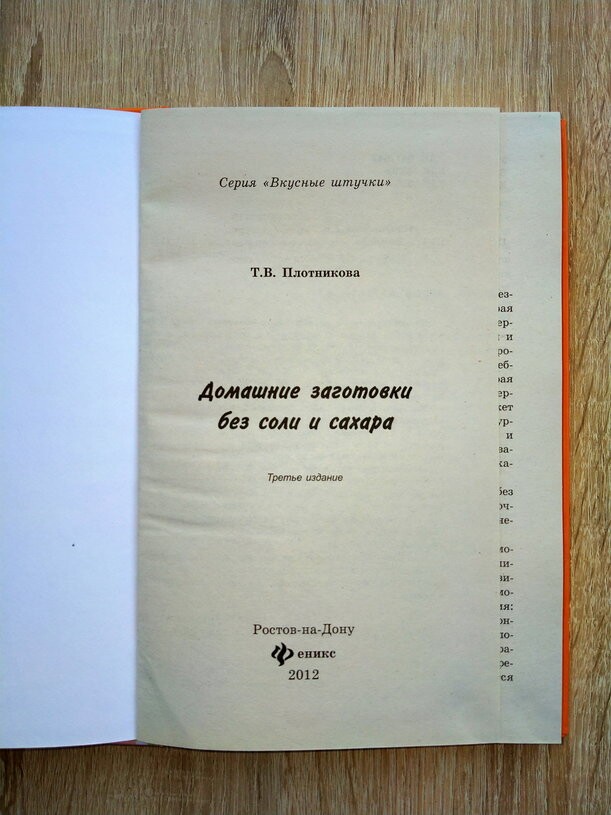 Серия «Вкусные штучки»
Т.В. Плотникова
Домашние заготовки
без соли и сахара
Третье издание
Ростов-на-Дону
Феникс
2012